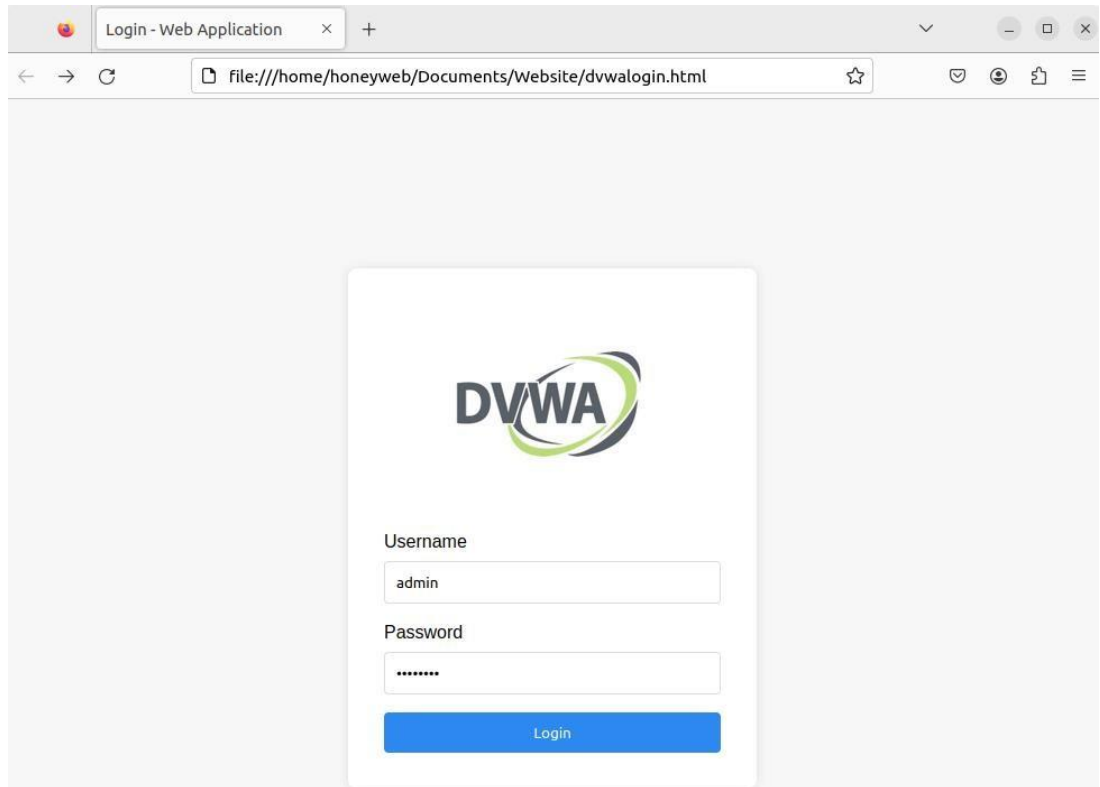 Login - Web Application
file:///home/honeyweb/Documents/Website/dvwalogin.html
DVWA
Username
admin
Password
••••••••
Login